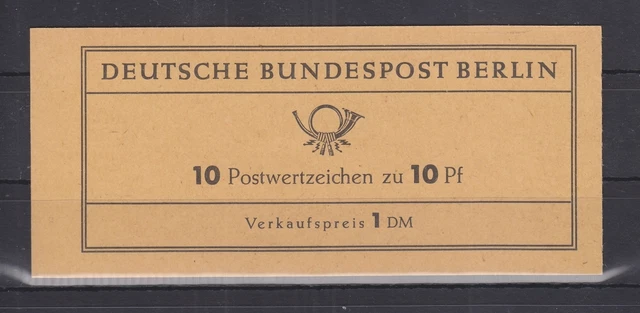 DEUTSCHE BUNDESPOST BERLIN
10 Postwertzeichen zu 10 Pf
Verkaufspreis 1 DM